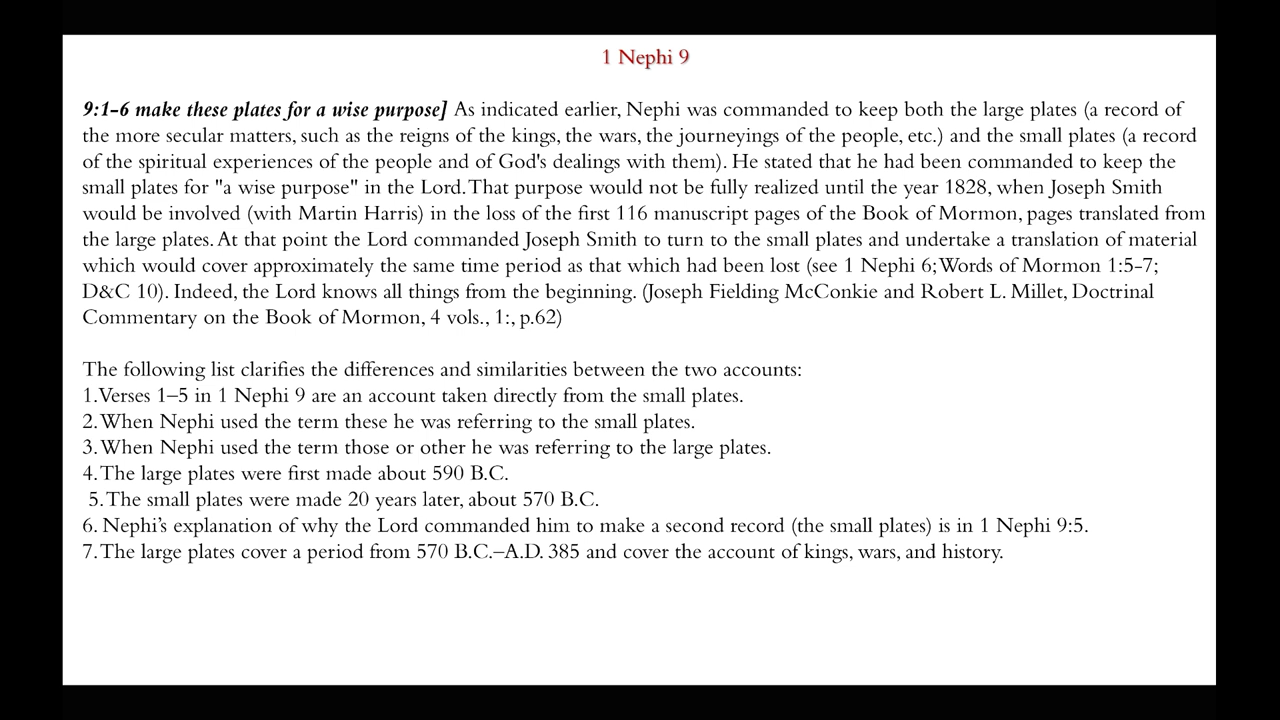 1 Nephi 9
9:1-6 make these plates for a wise purpose] As indicated earlier, Nephi was commanded to keep both the large plates (a record of
the more secular matters, such as the reigns of the kings, the wars, the journeyings of the people, etc.) and the small plates (a record
of the spiritual experiences of the people and of God's dealings with them). He stated that he had been commanded to keep the
small plates for "a wise purpose" in the Lord. That purpose would not be fully realized until the year 1828, when Joseph Smith
would be involved (with Martin Harris) in the loss of the first 116 manuscript pages of the Book of Mormon, pages translated from
the large plates. At that point the Lord commanded Joseph Smith to turn to the small plates and undertake a translation of material
which would cover approximately the same time period as that which had been lost (see 1 Nephi 6; Words of Mormon 1:5-7;
D&C 10). Indeed, the Lord knows all things from the beginning. (Joseph Fielding McConkie and Robert L. Millet, Doctrinal
Commentary on the Book of Mormon, 4 vols., 1:, p.62)
The following list clarifies the differences and similarities between the two accounts:
1. Verses 1–5 in 1 Nephi 9 are an account taken directly from the small plates.
2. When Nephi used the term these he was referring to the small plates.
3. When Nephi used the term those or other he was referring to the large plates.
4. The large plates were first made about 590 B.C.
5. The small plates were made 20 years later, about 570 B.C.
6. Nephi’s explanation of why the Lord commanded him to make a second record (the small plates) is in 1 Nephi 9:5.
7. The large plates cover a period from 570 B.C.–A.D. 385 and cover the account of kings, wars, and history.